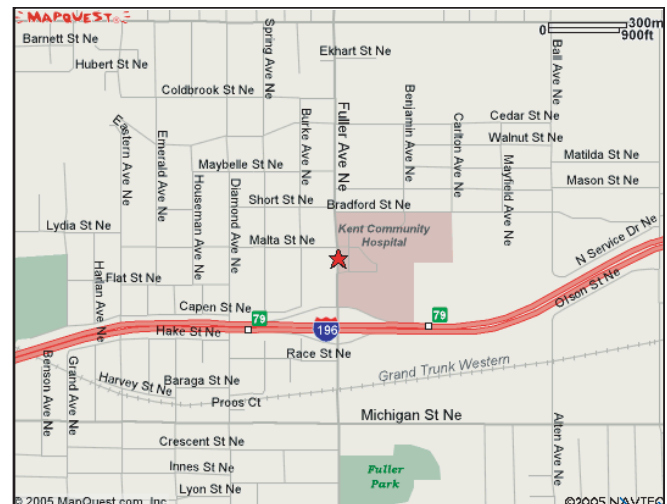 MAPQUEST
300m
0
900ft
Barnett St Ne
Hubert St Ne
Spring Ave Ne
Ekhart St Ne
Ball Ave Ne
Coldbrook St Ne
Eastern Ave Ne
Emerald Ave Ne
Burke Ave Ne
Fuller Ave Ne
Benjamin Ave Ne
Carlton Ave Ne
Cedar St Ne
Walnut St Ne
Mayfield Ave Ne
Matilda St Ne
Maybelle St Ne
Houseman Ave Ne
Diamond Ave Ne
Mason St Ne
Short St Ne
Bradford St Ne
Lydia St Ne
Malta St Ne
Kent Community
Hospital
N Service Dr Ne
Harlan Ave Ne
Flat St Ne
Olson St Ne
Capen St Ne
79
79
Hake St Ne
196
Race St Ne
Grand Trunk Western
Benson Ave Ne
Grand Ave Ne
Harvey St Ne
Baraga St Ne
Proos Ct
Michigan St Ne
Alten Ave Ne
Crescent St Ne
Innes St Ne
Fuller
Park
Lyon St Ne
© 2005 MapQuest.com, Inc.
©2005 NAVTEQ